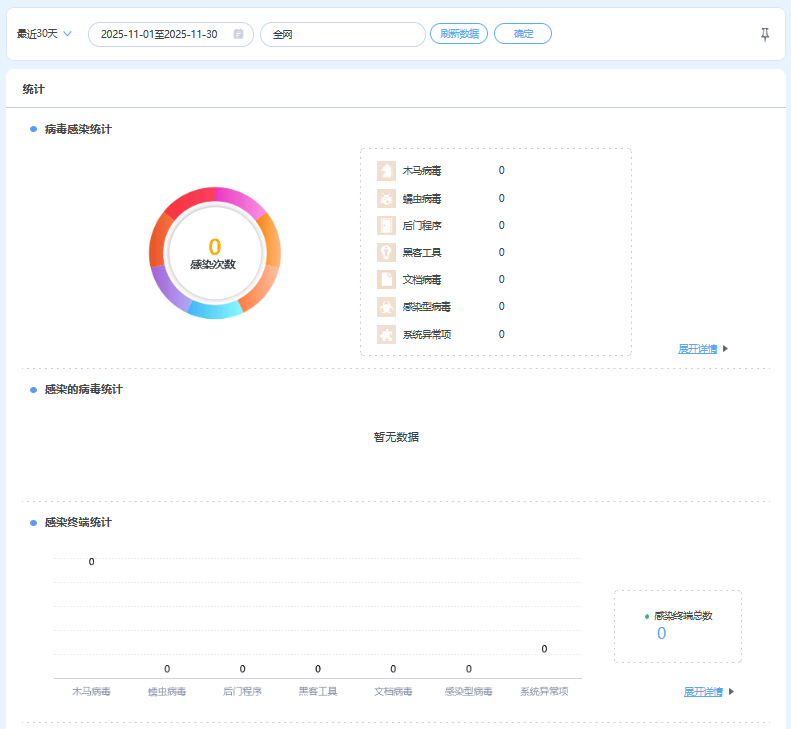 最近30天 2025-11-01至2025-11-30 全网 刷新数据 确定
统计
病毒感染统计
0
感染次数
木马病毒 0
蠕虫病毒 0
后门程序 0
黑客工具 0
文档病毒 0
感染型病毒 0
系统异常项 0
展开详情
感染的病毒统计
暂无数据
感染终端统计
0
0 0 0 0 0 0
木马病毒 蠕虫病毒 后门程序 黑客工具 文档病毒 感染型病毒 系统异常项
感染终端总数
0
展开详情